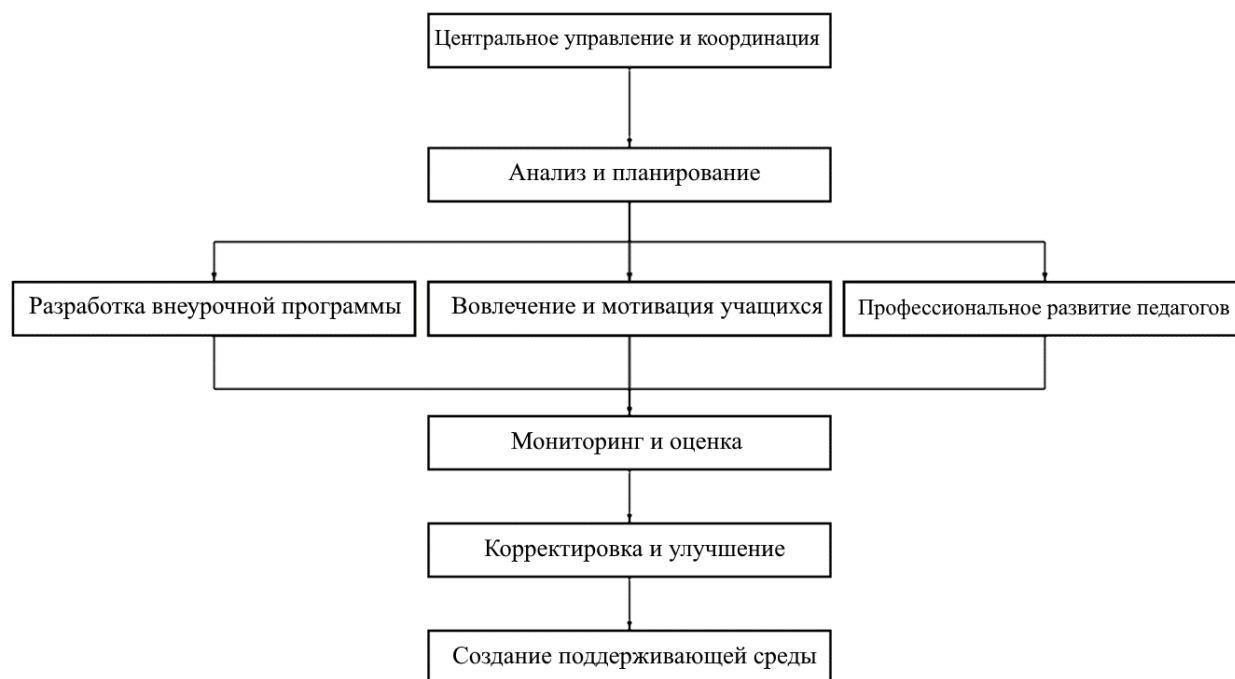 Центральное управление и координация
Анализ и планирование
Разработка внеурочной программы
Вовлечение и мотивация учащихся
Профессиональное развитие педагогов
Мониторинг и оценка
Корректировка и улучшение
Создание поддерживающей среды